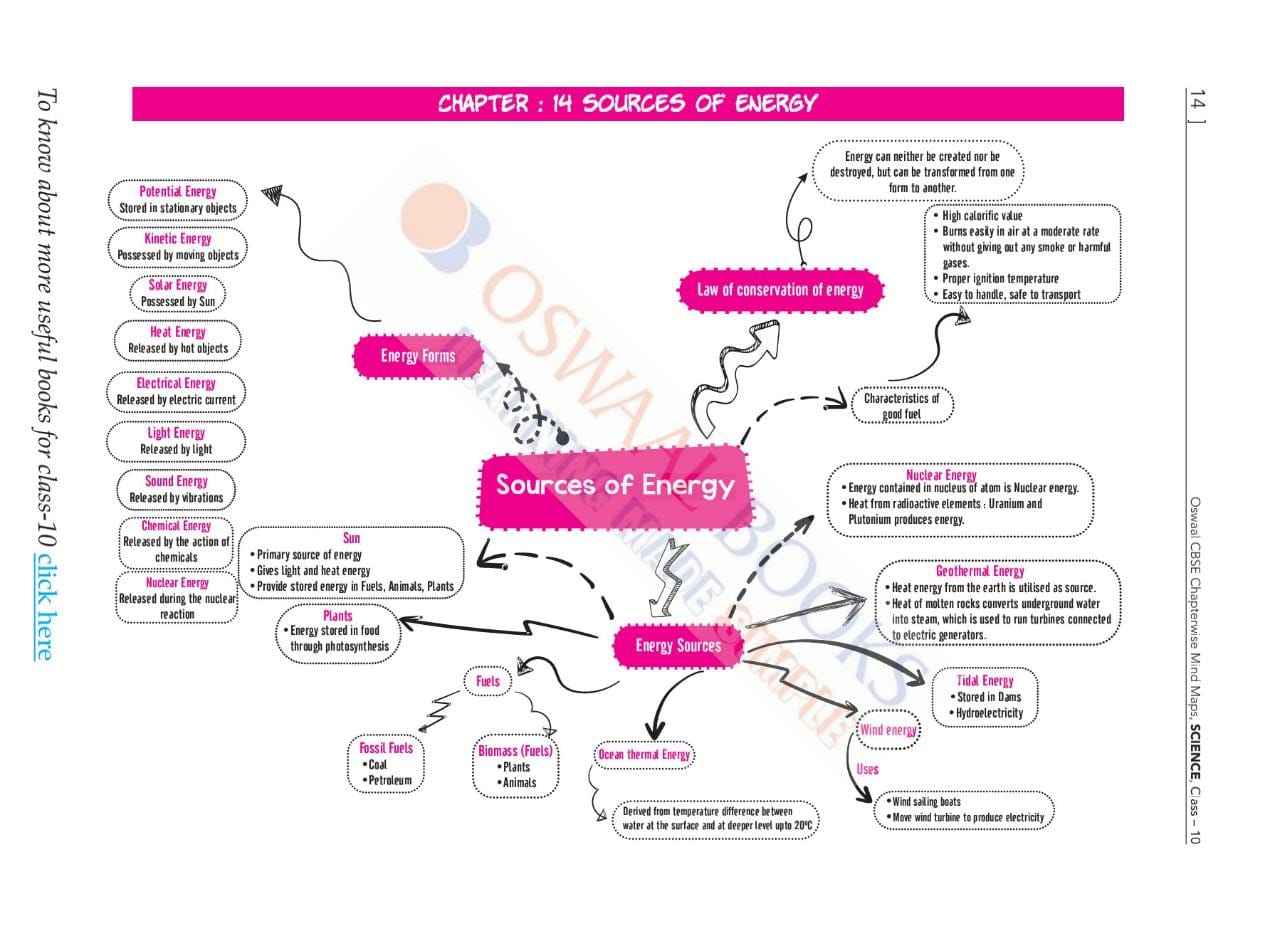 CHAPTER : 14 SOURCES OF ENERGY
Potential Energy
Stored in stationary objects
Kinetic Energy
Possessed by moving objects
Solar Energy
Possessed by Sun
Heat Energy
Released by hot objects
Electrical Energy
Released by electric current
Light Energy
Released by light
Sound Energy
Released by vibrations
Chemical Energy
Released by the action of
chemicals
Nuclear Energy
Released during the nuclear
reaction
Energy Forms
Energy can neither be created nor be
destroyed, but can be transformed from one
form to another.
Law of conservation of energy
• High calorific value
• Burns easily in air at a moderate rate
without giving out any smoke or harmful
gases.
• Proper ignition temperature
• Easy to handle, safe to transport
Characteristics of
good fuel
Sources of Energy
Nuclear Energy
• Energy contained in nucleus of atom is Nuclear energy.
• Heat from radioactive elements : Uranium and
Plutonium produces energy.
Sun
• Primary source of energy
• Gives light and heat energy
• Provide stored energy in Fuels, Animals, Plants
Geothermal Energy
• Heat energy from the earth is utilised as source.
• Heat of molten rocks converts underground water
into steam, which is used to run turbines connected
to electric generators.
Plants
• Energy stored in food
through photosynthesis
Energy Sources
Fuels
Tidal Energy
• Stored in Dams
• Hydroelectricity
Wind energy
Uses
• Wind sailing boats
• Move wind turbine to produce electricity
Fossil Fuels
• Coal
• Petroleum
Biomass (Fuels)
• Plants
• Animals
Ocean thermal Energy
Derived from temperature difference between
water at the surface and at deeper level upto 20ºC
OSWAAL BOOKS
LEARNING MADE SIMPLE
To know about more useful books for class-10 click here
14 ]
Oswaal CBSE Chapterwise Mind Maps, SCIENCE, Class – 10